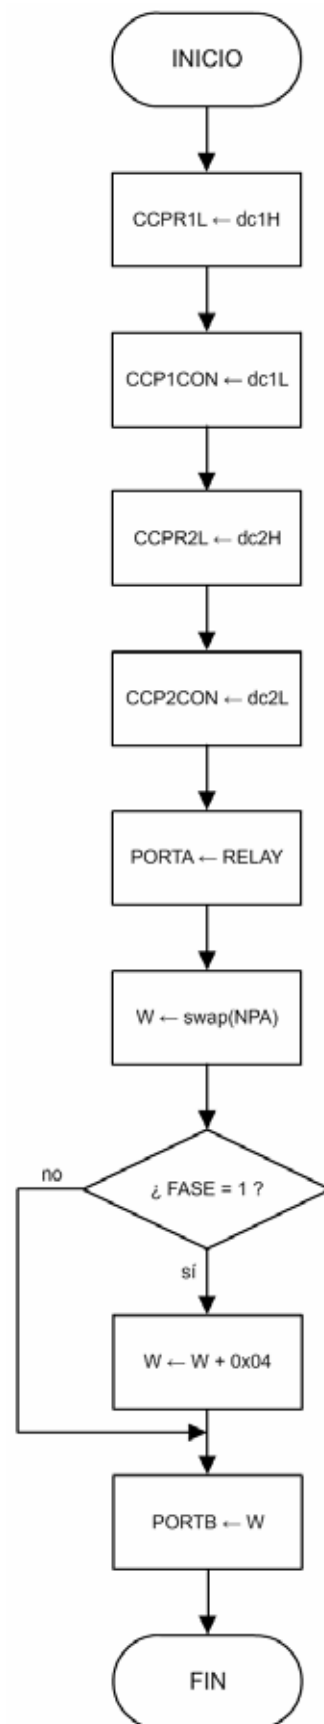 INICIO
CCPR1L ← dc1H
CCP1CON ← dc1L
CCPR2L ← dc2H
CCP2CON ← dc2L
PORTA ← RELAY
W ← swap(NPA)
no
¿ FASE = 1 ?
sí
W ← W + 0x04
PORTB ← W
FIN